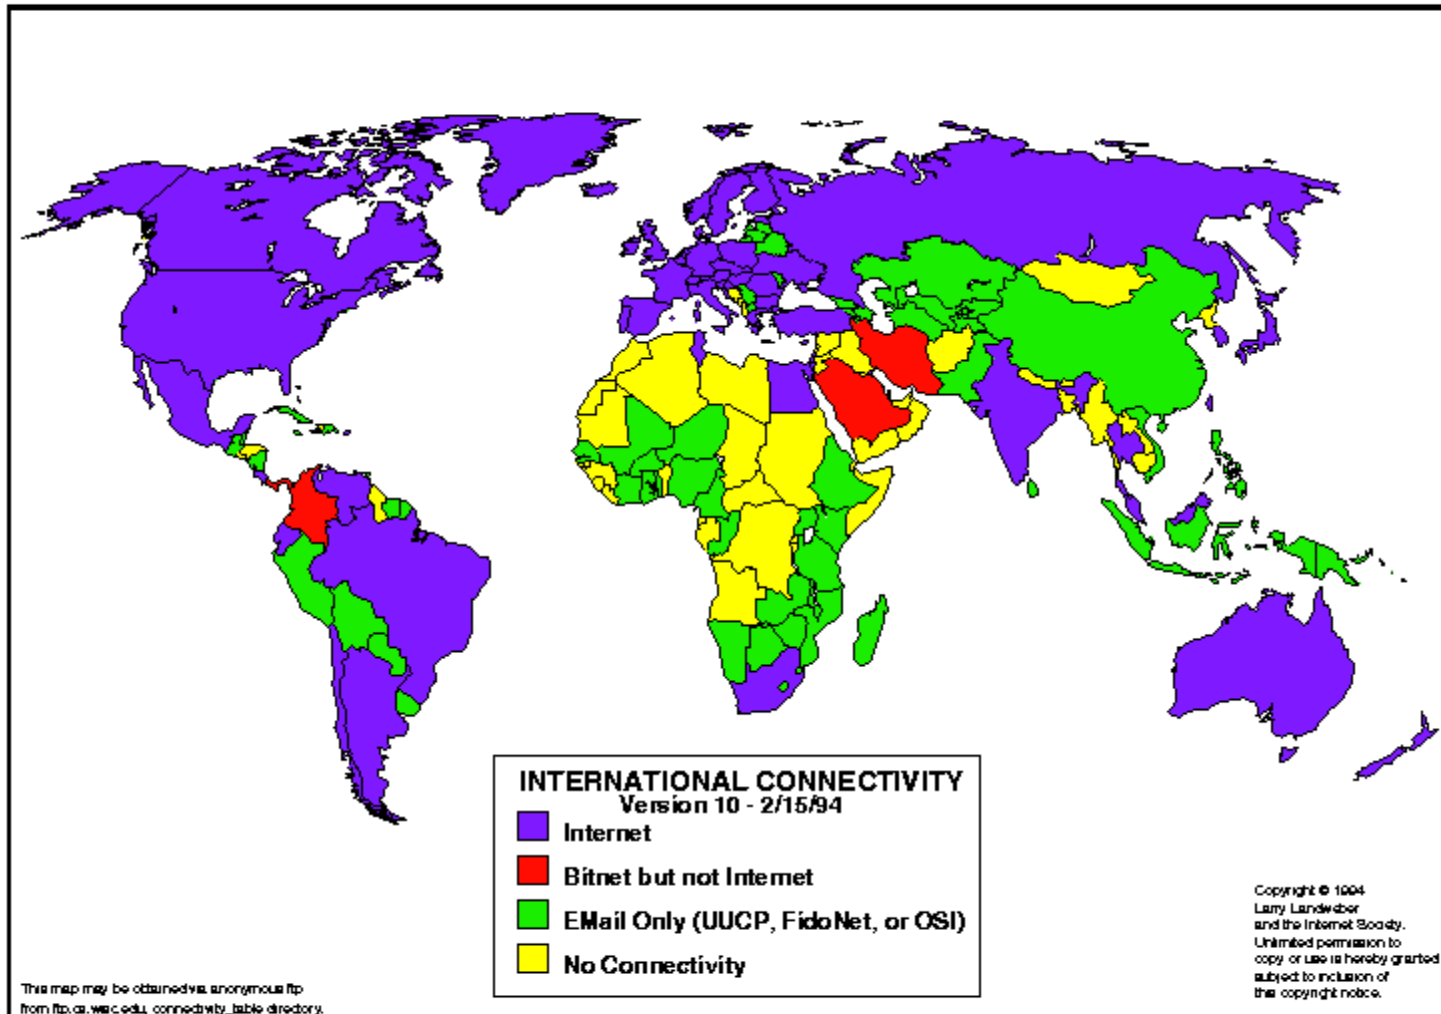 INTERNATIONAL CONNECTIVITY
Version 10 - 2/15/94
Internet
Bitnet but not Internet
EMail Only (UUCP, FidoNet, or OSI)
No Connectivity
This map may be obtained via anonymous ftp
from ftp.cs.wisc.edu, connectivity_table directory.
Copyright © 1994
Larry Landweber
and the Internet Society.
Unlimited permission to
copy or use is hereby granted
subject to inclusion of
this copyright notice.